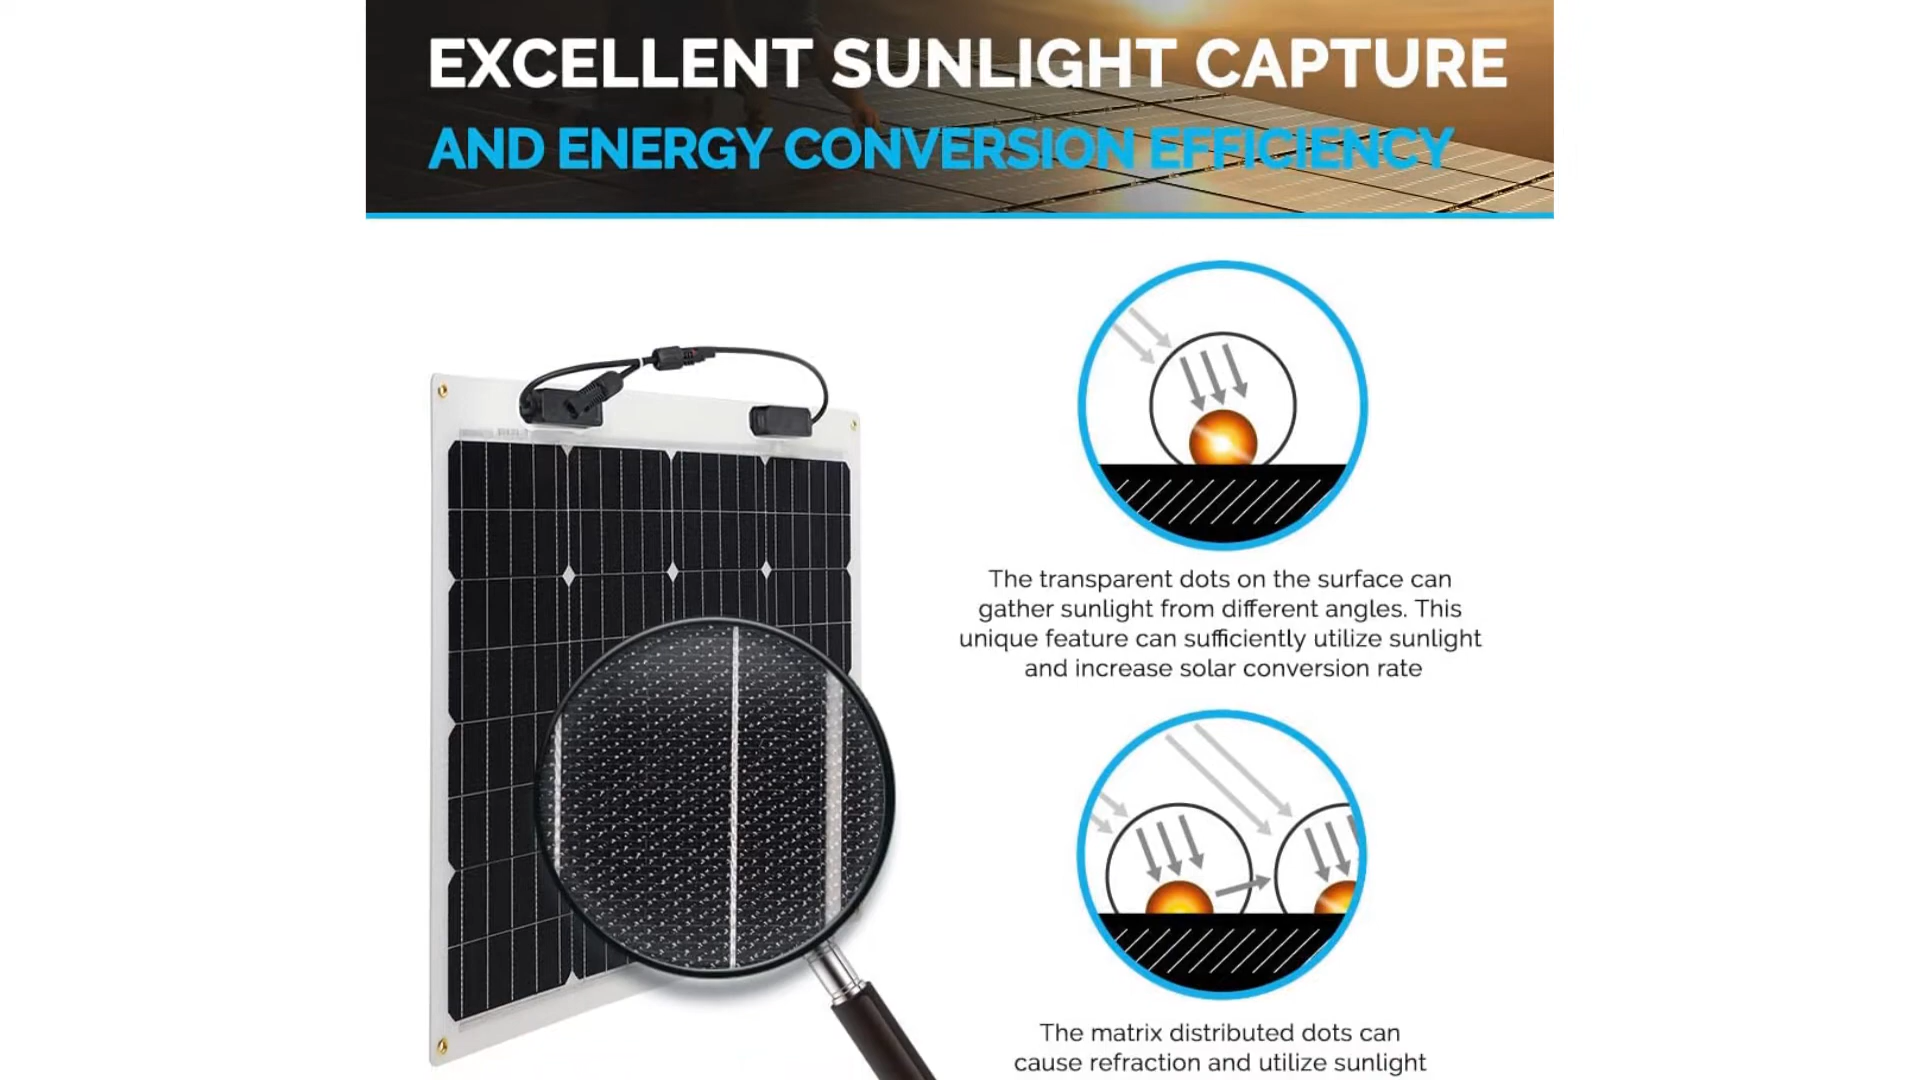 EXCELLENT SUNLIGHT CAPTURE
AND ENERGY CONVERSION EFFICIENCY
The transparent dots on the surface can
gather sunlight from different angles. This
unique feature can sufficiently utilize sunlight
and increase solar conversion rate
The matrix distributed dots can
cause refraction and utilize sunlight